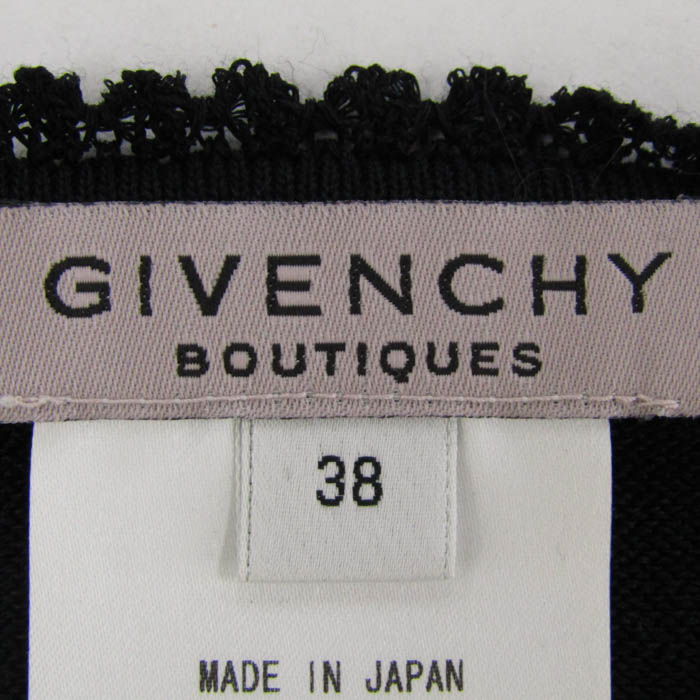 GIVENCHY
BOUTIQUES
38
MADE IN JAPAN